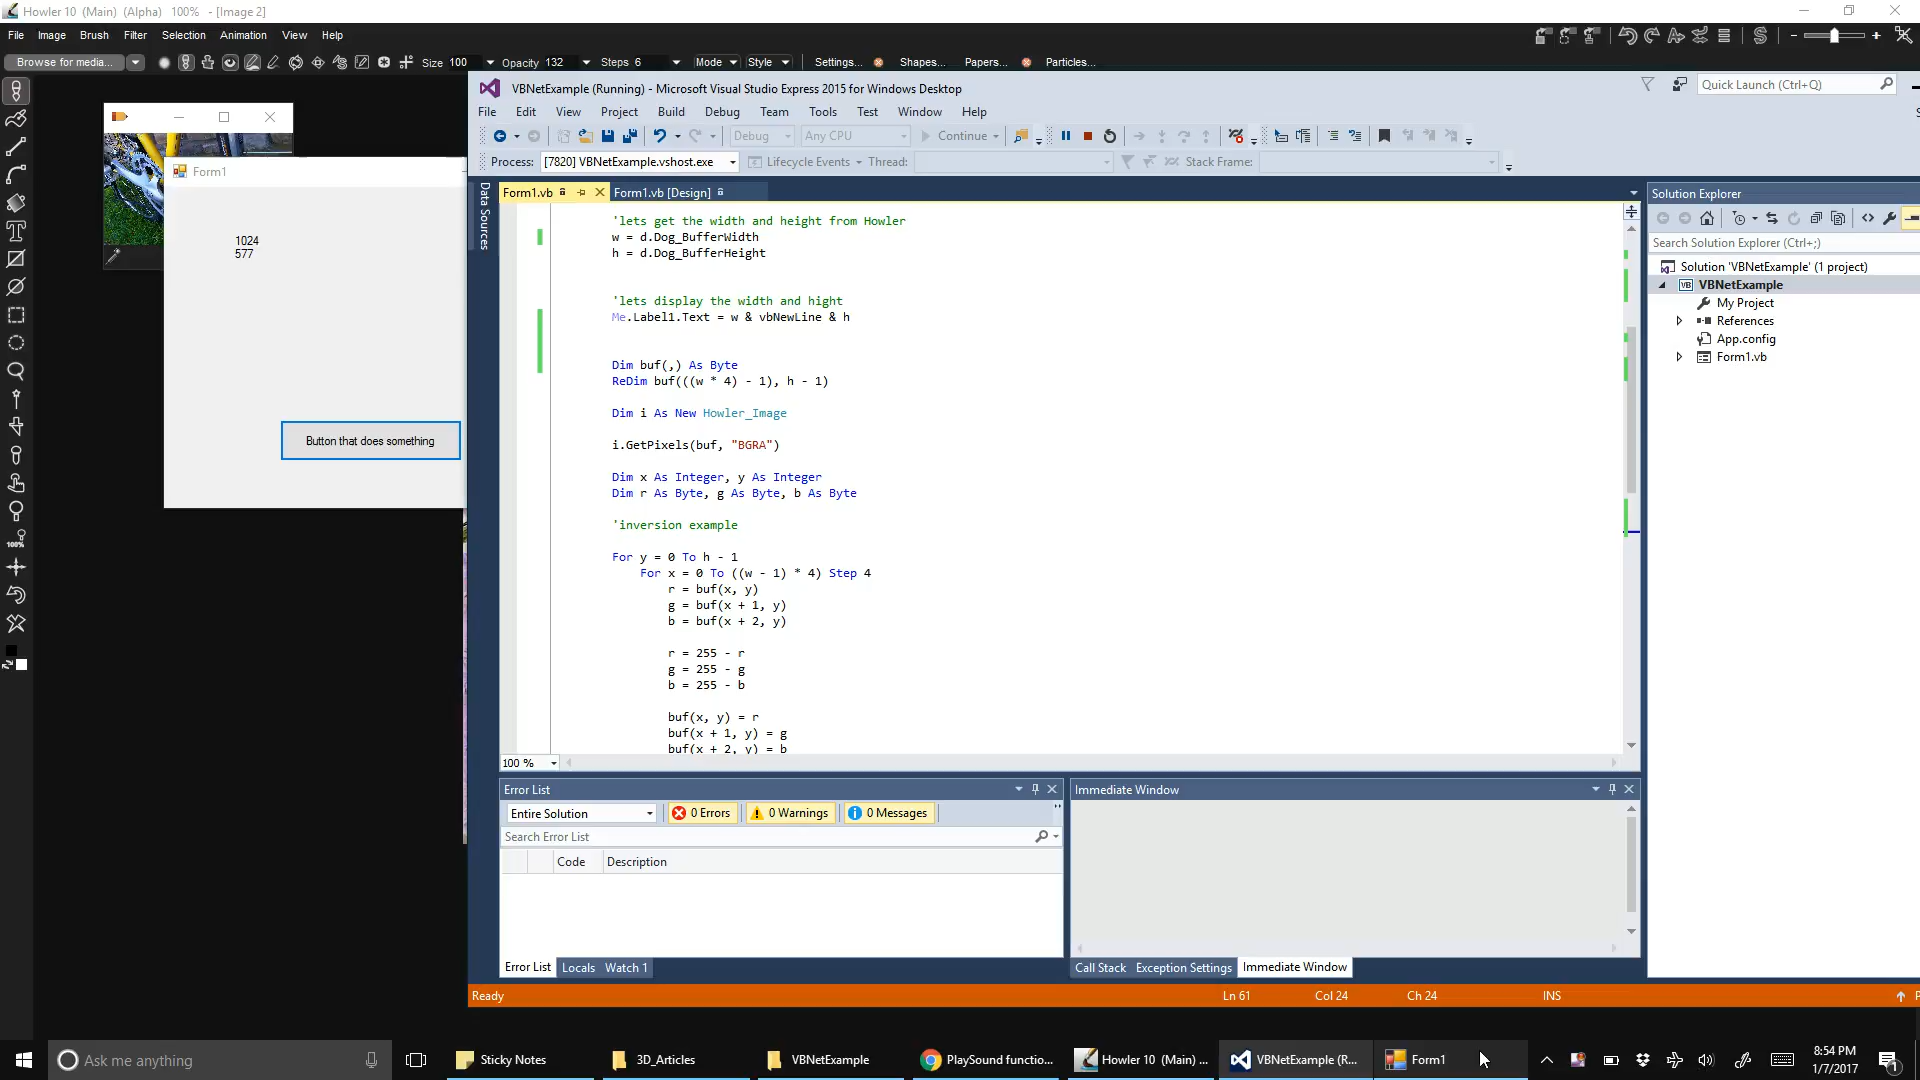 Howler 10 (Main) (Alpha) 100% - [Image 2]
File Image Brush Filter Selection Animation View Help
Browse for media... Size 100 Opacity 132 Steps 6 Mode Style Settings... Shapes... Papers... Particles...
VBNetExample (Running) - Microsoft Visual Studio Express 2015 for Windows Desktop
Quick Launch (Ctrl+Q)
File Edit View Project Build Debug Team Tools Test Window Help
Debug Any CPU Continue
Process: [7820] VBNetExample.vshost.exe Lifecycle Events Thread: Stack Frame:
Form1
1024
577
Button that does something
100%
Data Sources
Form1.vb Form1.vb [Design]
'lets get the width and height from Howler
w = d.Dog_BufferWidth
h = d.Dog_BufferHeight
'lets display the width and hight
Me.Label1.Text = w & vbNewLine & h
Dim buf(,) As Byte
ReDim buf(((w * 4) - 1), h - 1)
Dim i As New Howler_Image
i.GetPixels(buf, "BGRA")
Dim x As Integer, y As Integer
Dim r As Byte, g As Byte, b As Byte
'inversion example
For y = 0 To h - 1
For x = 0 To ((w - 1) * 4) Step 4
r = buf(x, y)
g = buf(x + 1, y)
b = buf(x + 2, y)
r = 255 - r
g = 255 - g
b = 255 - b
buf(x, y) = r
buf(x + 1, y) = g
buf(x + 2, y) = b
100 %
Solution Explorer
Search Solution Explorer (Ctrl+;)
Solution 'VBNetExample' (1 project)
VB VBNetExample
My Project
References
App.config
Form1.vb
Error List
Entire Solution 0 Errors 0 Warnings 0 Messages
Search Error List
Code Description
Error List Locals Watch 1
Immediate Window
Call Stack Exception Settings Immediate Window
Ready Ln 61 Col 24 Ch 24 INS
Ask me anything
Sticky Notes
3D_Articles
VBNetExample
PlaySound functio...
Howler 10 (Main) ...
VBNetExample (R...
Form1
8:54 PM
1/7/2017
1